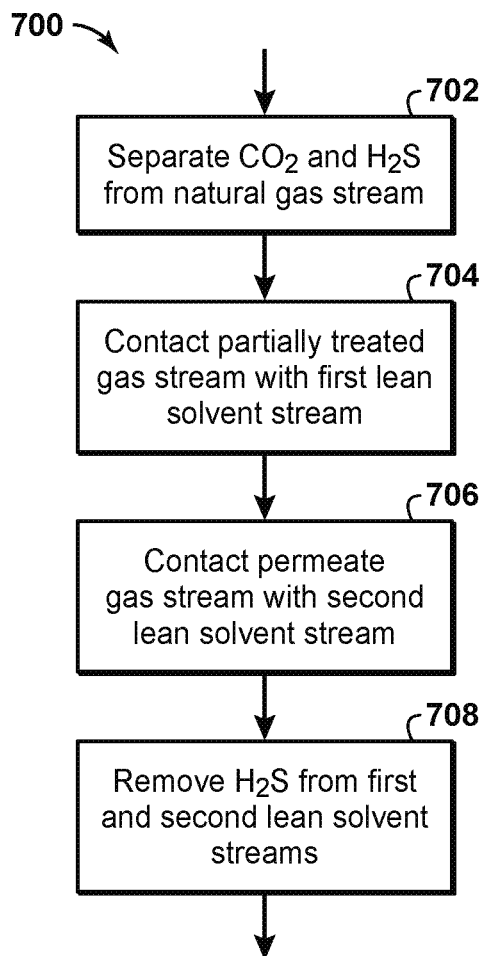 700
702
Separate CO2 and H2S
from natural gas stream
704
Contact partially treated
gas stream with first lean
solvent stream
706
Contact permeate
gas stream with second
lean solvent stream
708
Remove H2S from first
and second lean solvent
streams